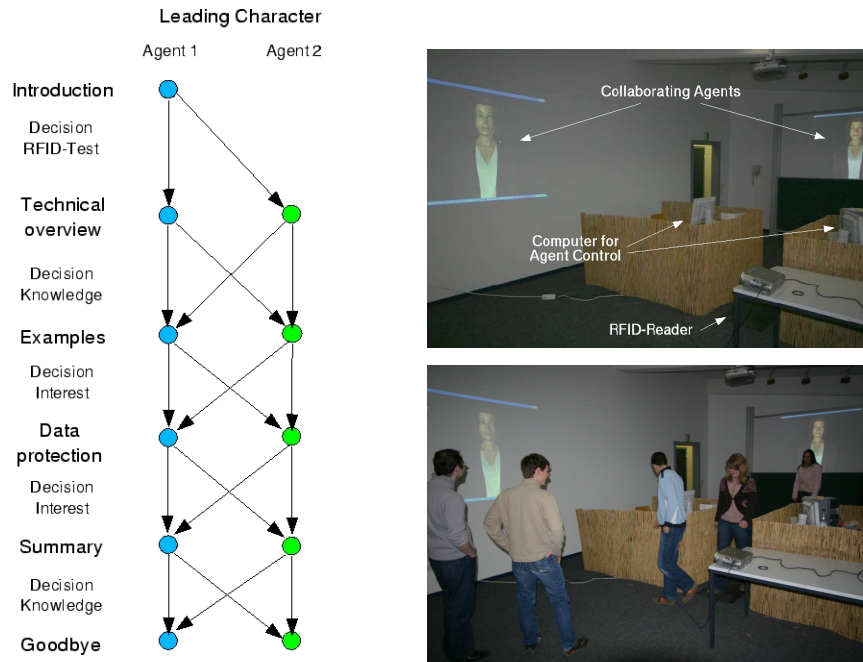 Leading Character
Agent 1
Agent 2
Introduction
Decision
RFID-Test
Technical
overview
Decision
Knowledge
Examples
Decision
Interest
Data
protection
Decision
Interest
Summary
Decision
Knowledge
Goodbye
Collaborating Agents
Computer for
Agent Control
RFID-Reader